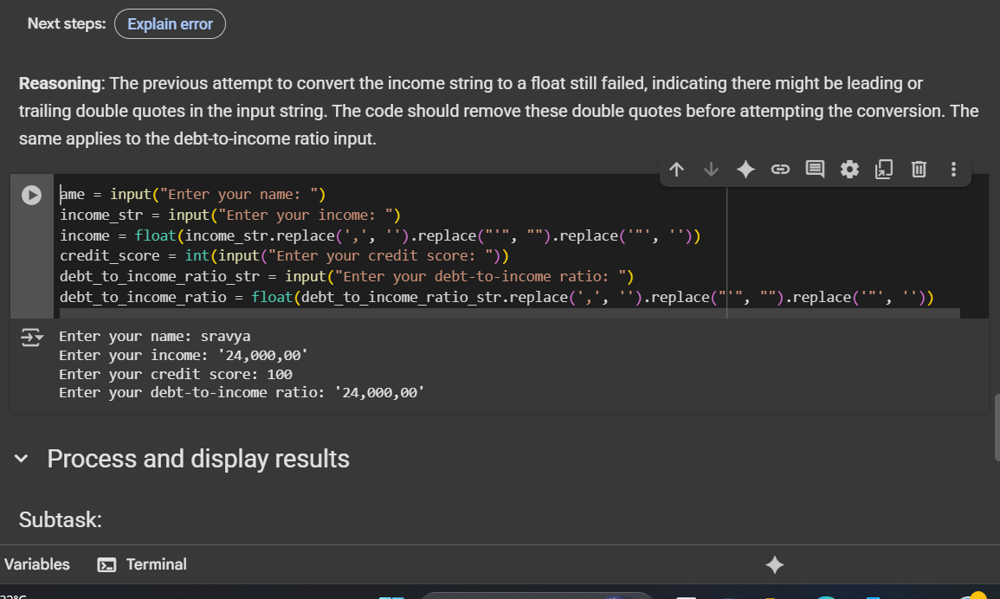 Next steps: Explain error
Reasoning: The previous attempt to convert the income string to a float still failed, indicating there might be leading or
trailing double quotes in the input string. The code should remove these double quotes before attempting the conversion. The
same applies to the debt-to-income ratio input.
ame = input("Enter your name: ")
income_str = input("Enter your income: ")
income = float(income_str.replace(',', '').replace("'", "").replace('"', ''))
credit_score = int(input("Enter your credit score: "))
debt_to_income_ratio_str = input("Enter your debt-to-income ratio: ")
debt_to_income_ratio = float(debt_to_income_ratio_str.replace(',', '').replace("'", "").replace('"', ''))
Enter your name: sravya
Enter your income: '24,000,00'
Enter your credit score: 100
Enter your debt-to-income ratio: '24,000,00'
Process and display results
Subtask:
Variables Terminal